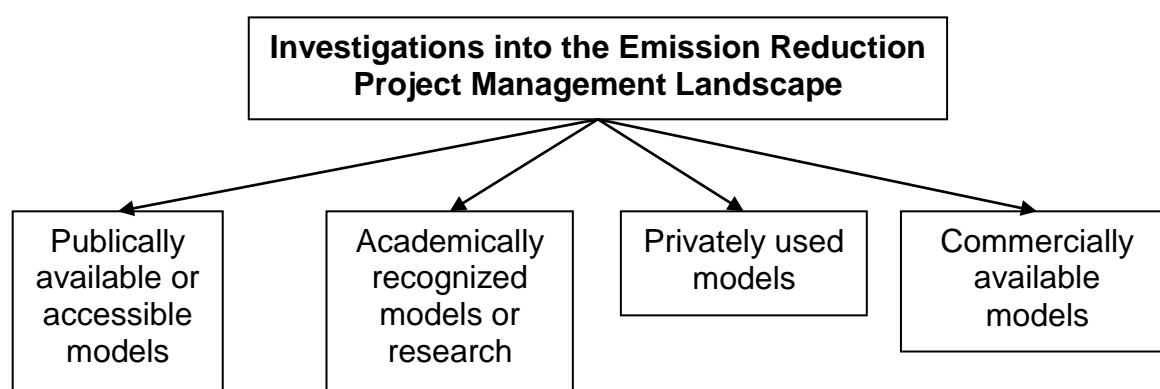 Investigations into the Emission Reduction
Project Management Landscape
Publically
available or
accessible
models
Academically
recognized
models or
research
Privately used
models
Commercially
available
models